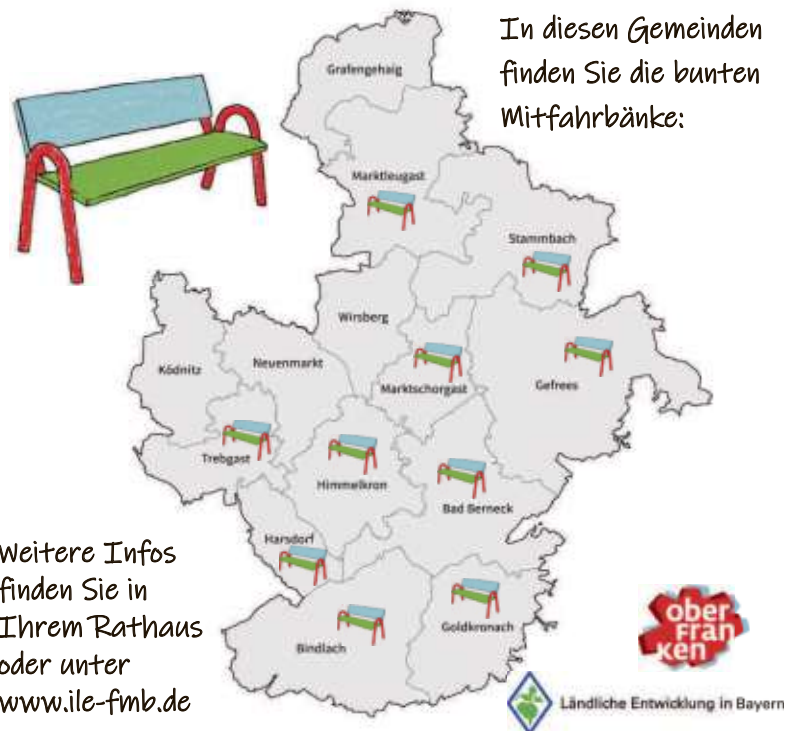 In diesen Gemeinden
finden Sie die bunten
Mitfahrbänke:
Grafengehaig
Marktleugast
Stammbach
Wirsberg
Ködnitz
Neuenmarkt
Marktschorgast
Gefrees
Trebgast
Himmelkron
Bad Berneck
Harsdorf
Goldkronach
Bindlach
Weitere Infos
finden Sie in
Ihrem Rathaus
oder unter
www.ile-fmb.de
ober
Fran
Ken
Ländliche Entwicklung in Bayern